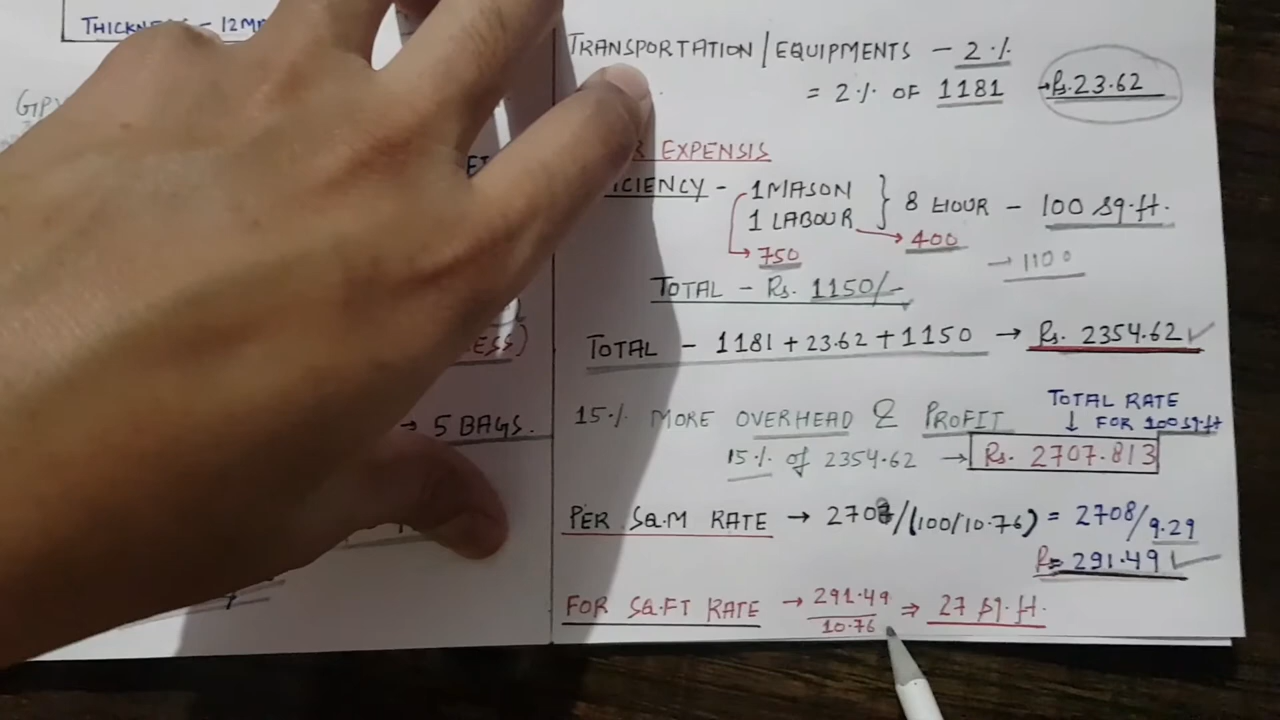 THICKNESS - 12MM
TRANSPORTATION/EQUIPMENTS - 2%
= 2% OF 1181 → Rs.23.62
EXPENSIS
1 MASON
1 LABOUR } 8 HOUR - 100 sq.ft.
750 400
→ 1100
TOTAL - Rs. 1150/-
TOTAL - 1181 + 23.62 + 1150 → Rs. 2354.62 ✓
→ 5 BAGS.
15% MORE OVERHEAD & PROFIT
TOTAL RATE
↓ FOR 100 sq.ft
15% of 2354.62 → Rs. 2707.813
PER SQ.M RATE → 2708/(100/10.76) = 2708/9.29
Rs 291.49 ✓
FOR SQ.FT RATE → 291.49/10.76 ⇒ 27 sq.ft.